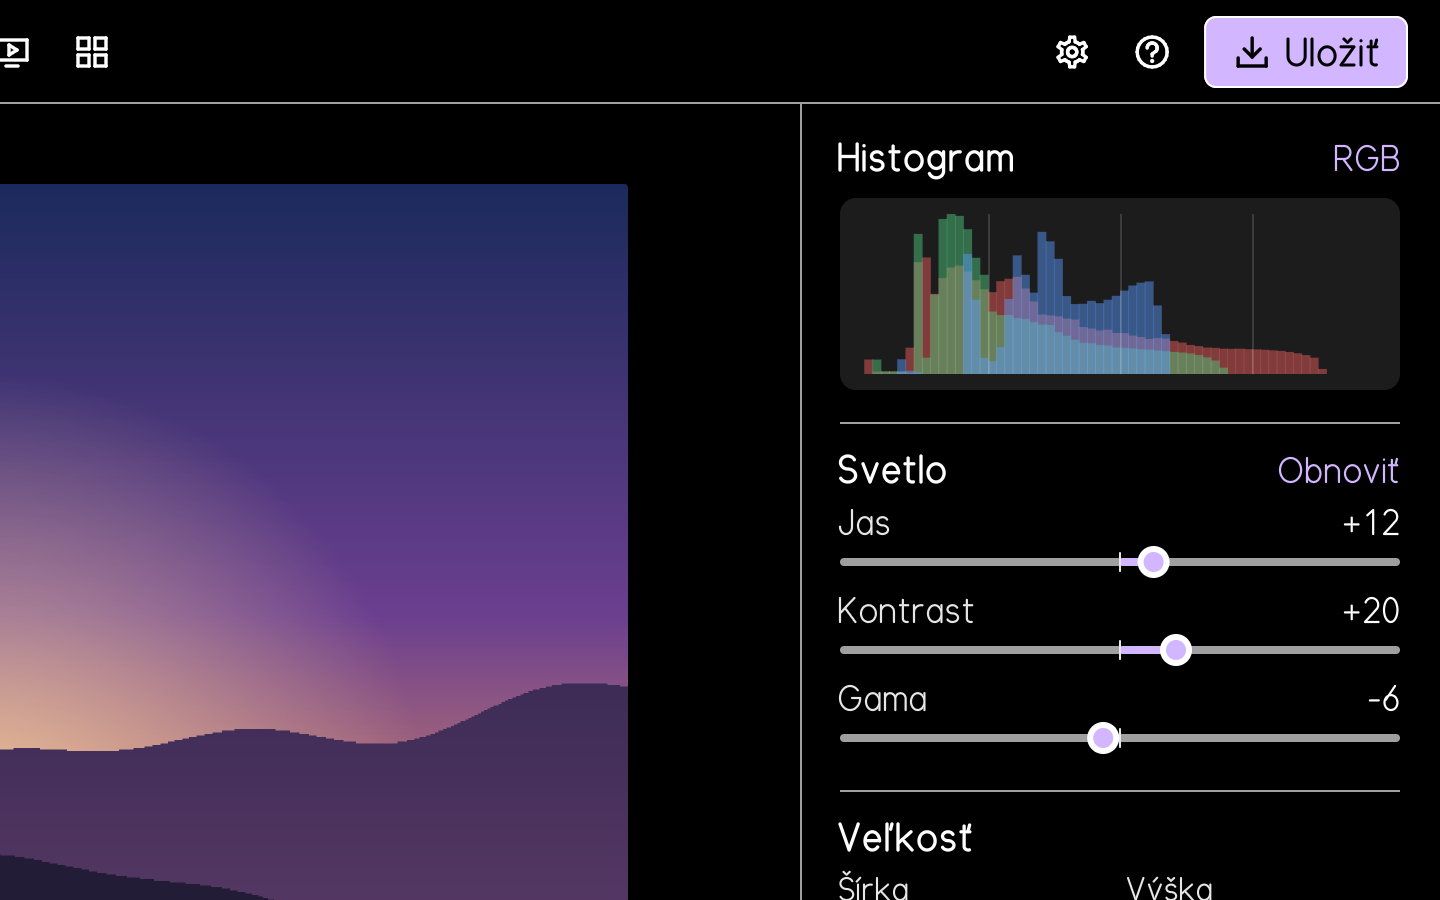 Uložiť
Histogram RGB
Svetlo Obnoviť
Jas +12
Kontrast +20
Gama -6
Veľkosť
Šírka Výška